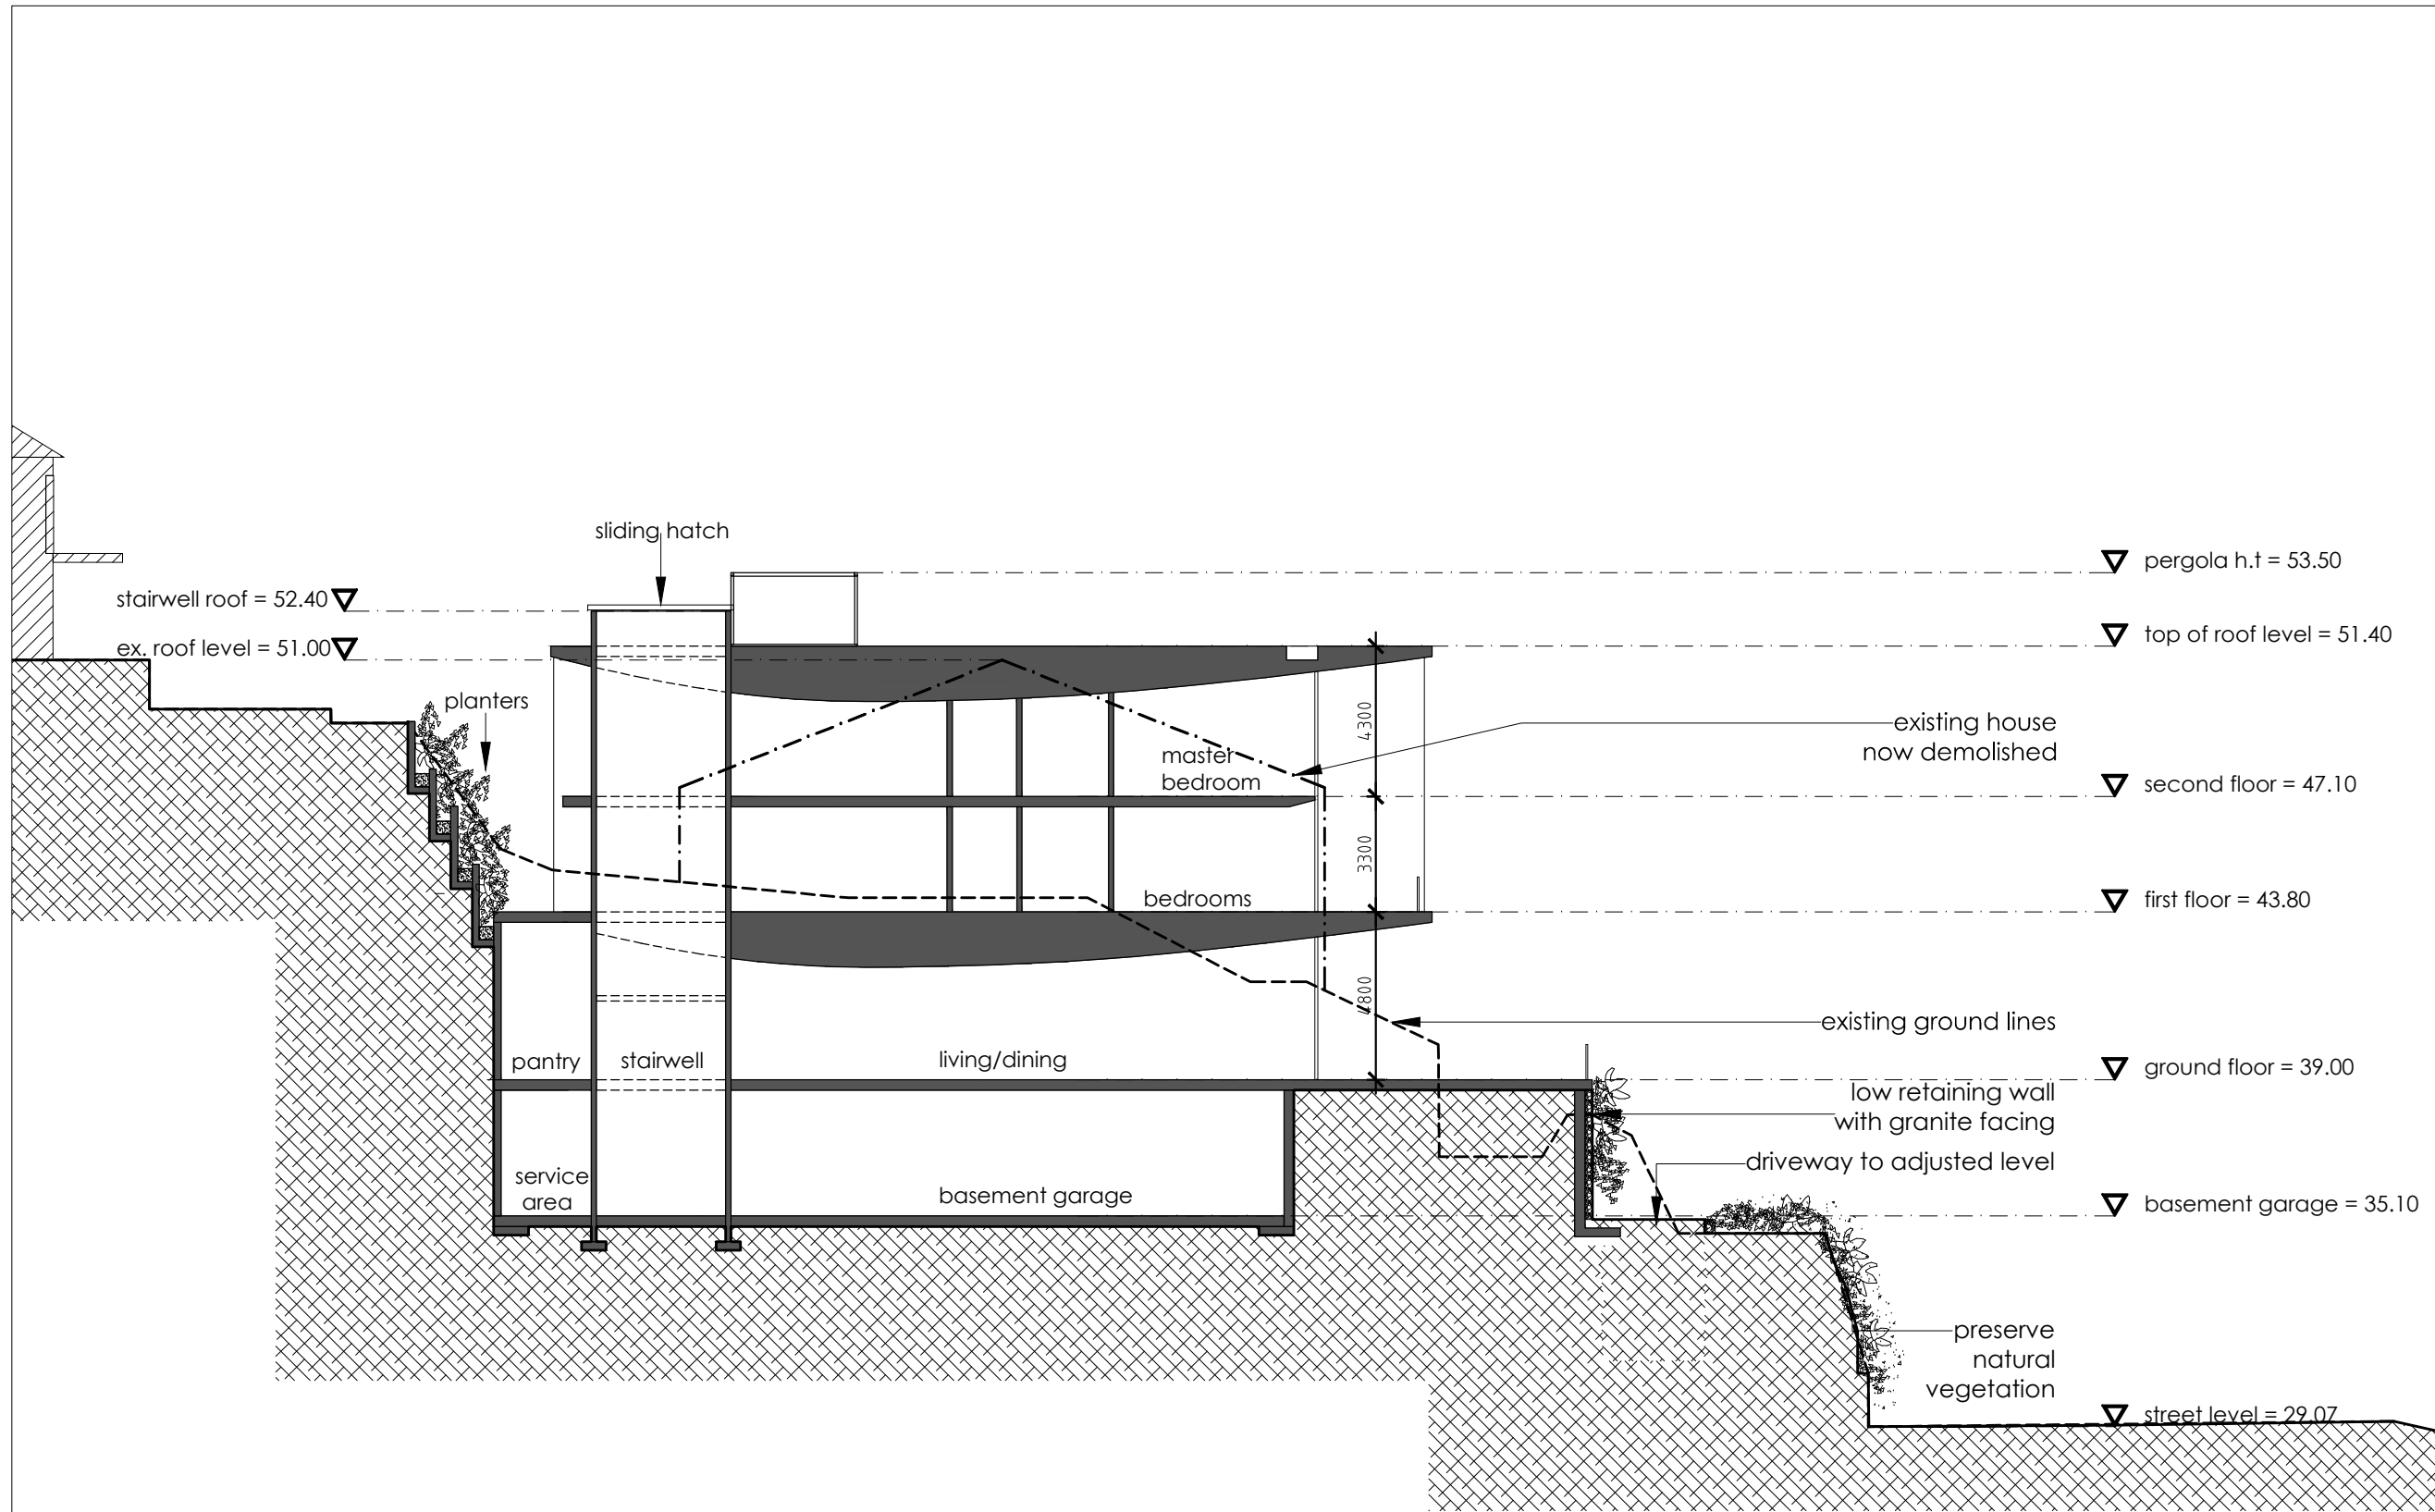 sliding hatch
pergola h.t = 53.50
stairwell roof = 52.40
top of roof level = 51.40
ex. roof level = 51.00
planters
4300
existing house
now demolished
master
bedroom
second floor = 47.10
3300
bedrooms
first floor = 43.80
4800
existing ground lines
pantry
stairwell
living/dining
ground floor = 39.00
low retaining wall
with granite facing
driveway to adjusted level
service
area
basement garage
basement garage = 35.10
preserve
natural
vegetation
street level = 29.07